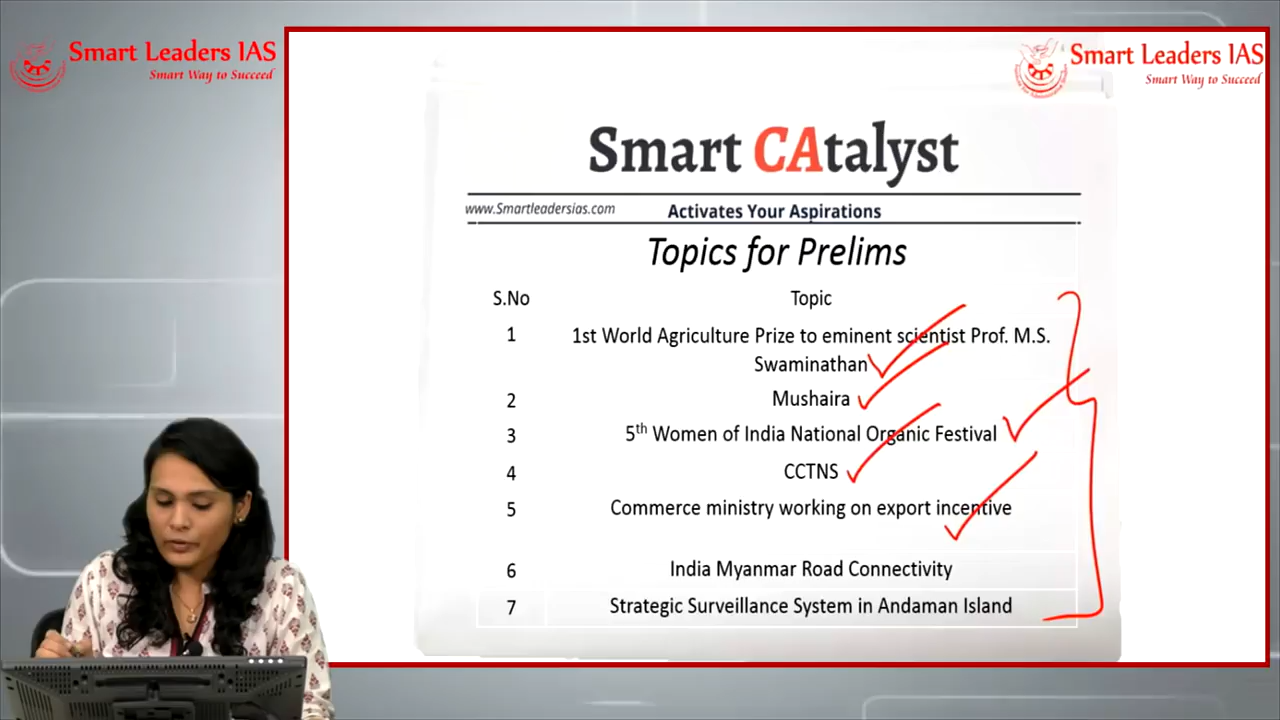 Smart Leaders IAS
Smart Way to Succeed
Smart Leaders IAS
Smart Way to Succeed
Smart CAtalyst
www.Smartleadersias.com Activates Your Aspirations
Topics for Prelims
S.No Topic
1 1st World Agriculture Prize to eminent scientist Prof. M.S.
Swaminathan
2 Mushaira
3 5th Women of India National Organic Festival
4 CCTNS
5 Commerce ministry working on export incentive
6 India Myanmar Road Connectivity
7 Strategic Surveillance System in Andaman Island